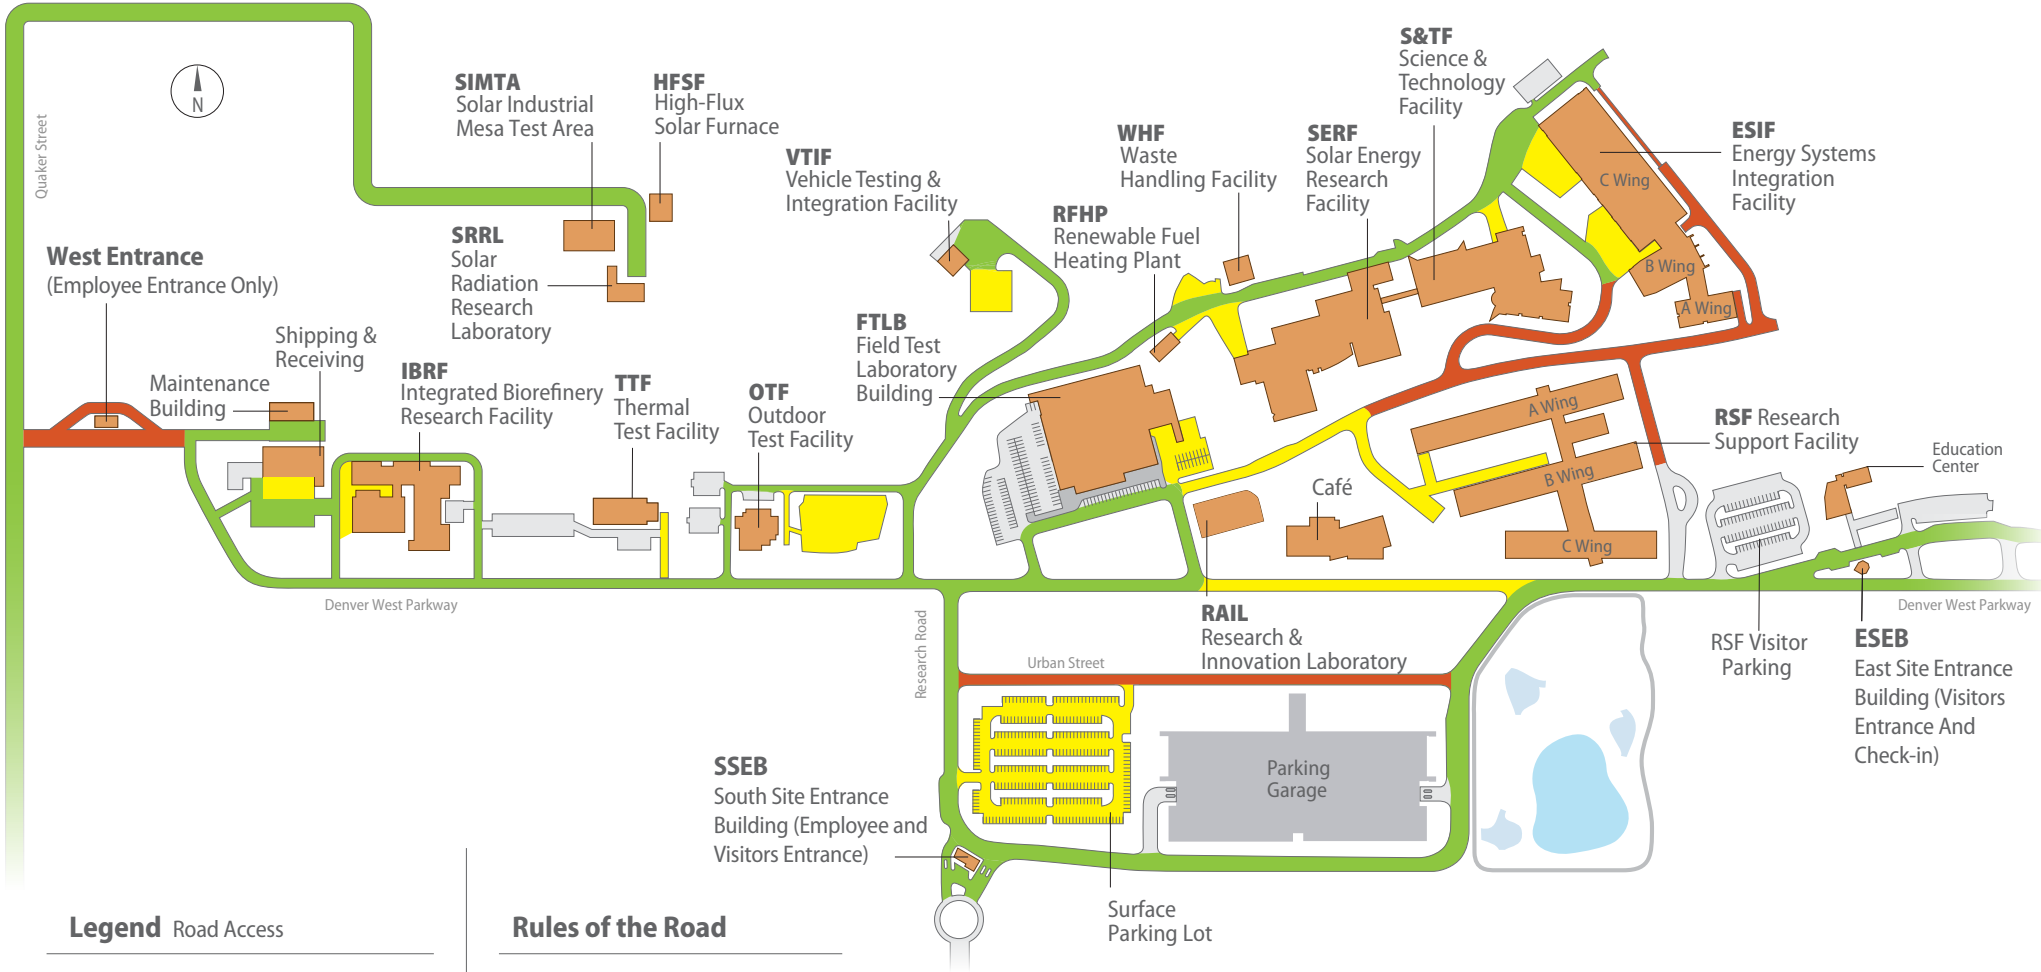 Quaker Street
N
SIMTA
Solar Industrial
Mesa Test Area
HFSF
High-Flux
Solar Furnace
VTIF
Vehicle Testing &
Integration Facility
WHF
Waste
Handling Facility
RFHP
Renewable Fuel
Heating Plant
SERF
Solar Energy
Research
Facility
S&TF
Science &
Technology
Facility
ESIF
Energy Systems
Integration
Facility
C Wing
B Wing
A Wing
West Entrance
(Employee Entrance Only)
SRRL
Solar
Radiation
Research
Laboratory
Shipping &
Receiving
Maintenance
Building
IBRF
Integrated Biorefinery
Research Facility
TTF
Thermal
Test Facility
OTF
Outdoor
Test Facility
FTLB
Field Test
Laboratory
Building
A Wing
B Wing
C Wing
RSF Research
Support Facility
Education
Center
Café
Denver West Parkway
Research Road
Urban Street
RAIL
Research &
Innovation Laboratory
RSF Visitor
Parking
Denver West Parkway
ESEB
East Site Entrance
Building (Visitors
Entrance And
Check-in)
SSEB
South Site Entrance
Building (Employee and
Visitors Entrance)
Parking
Garage
Surface
Parking Lot
Legend Road Access
Rules of the Road